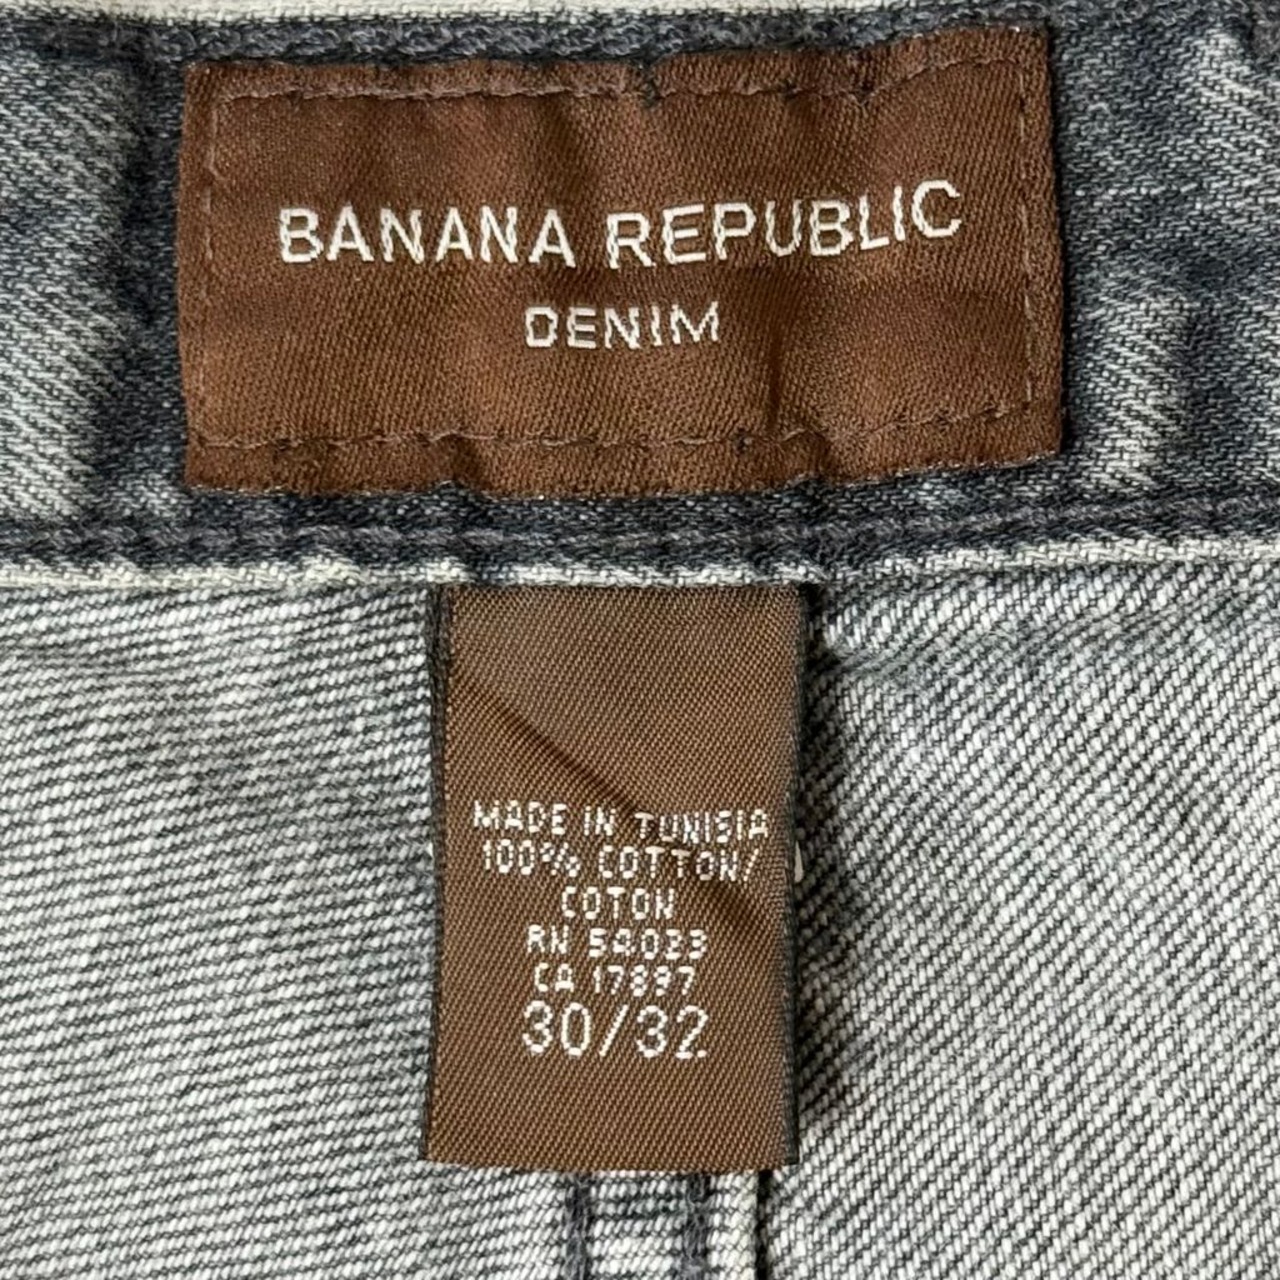 BANANA REPUBLIC
DENIM
MADE IN TUNISIA
100% COTTON/
COTON
RN 54023
CA 17897
30/32